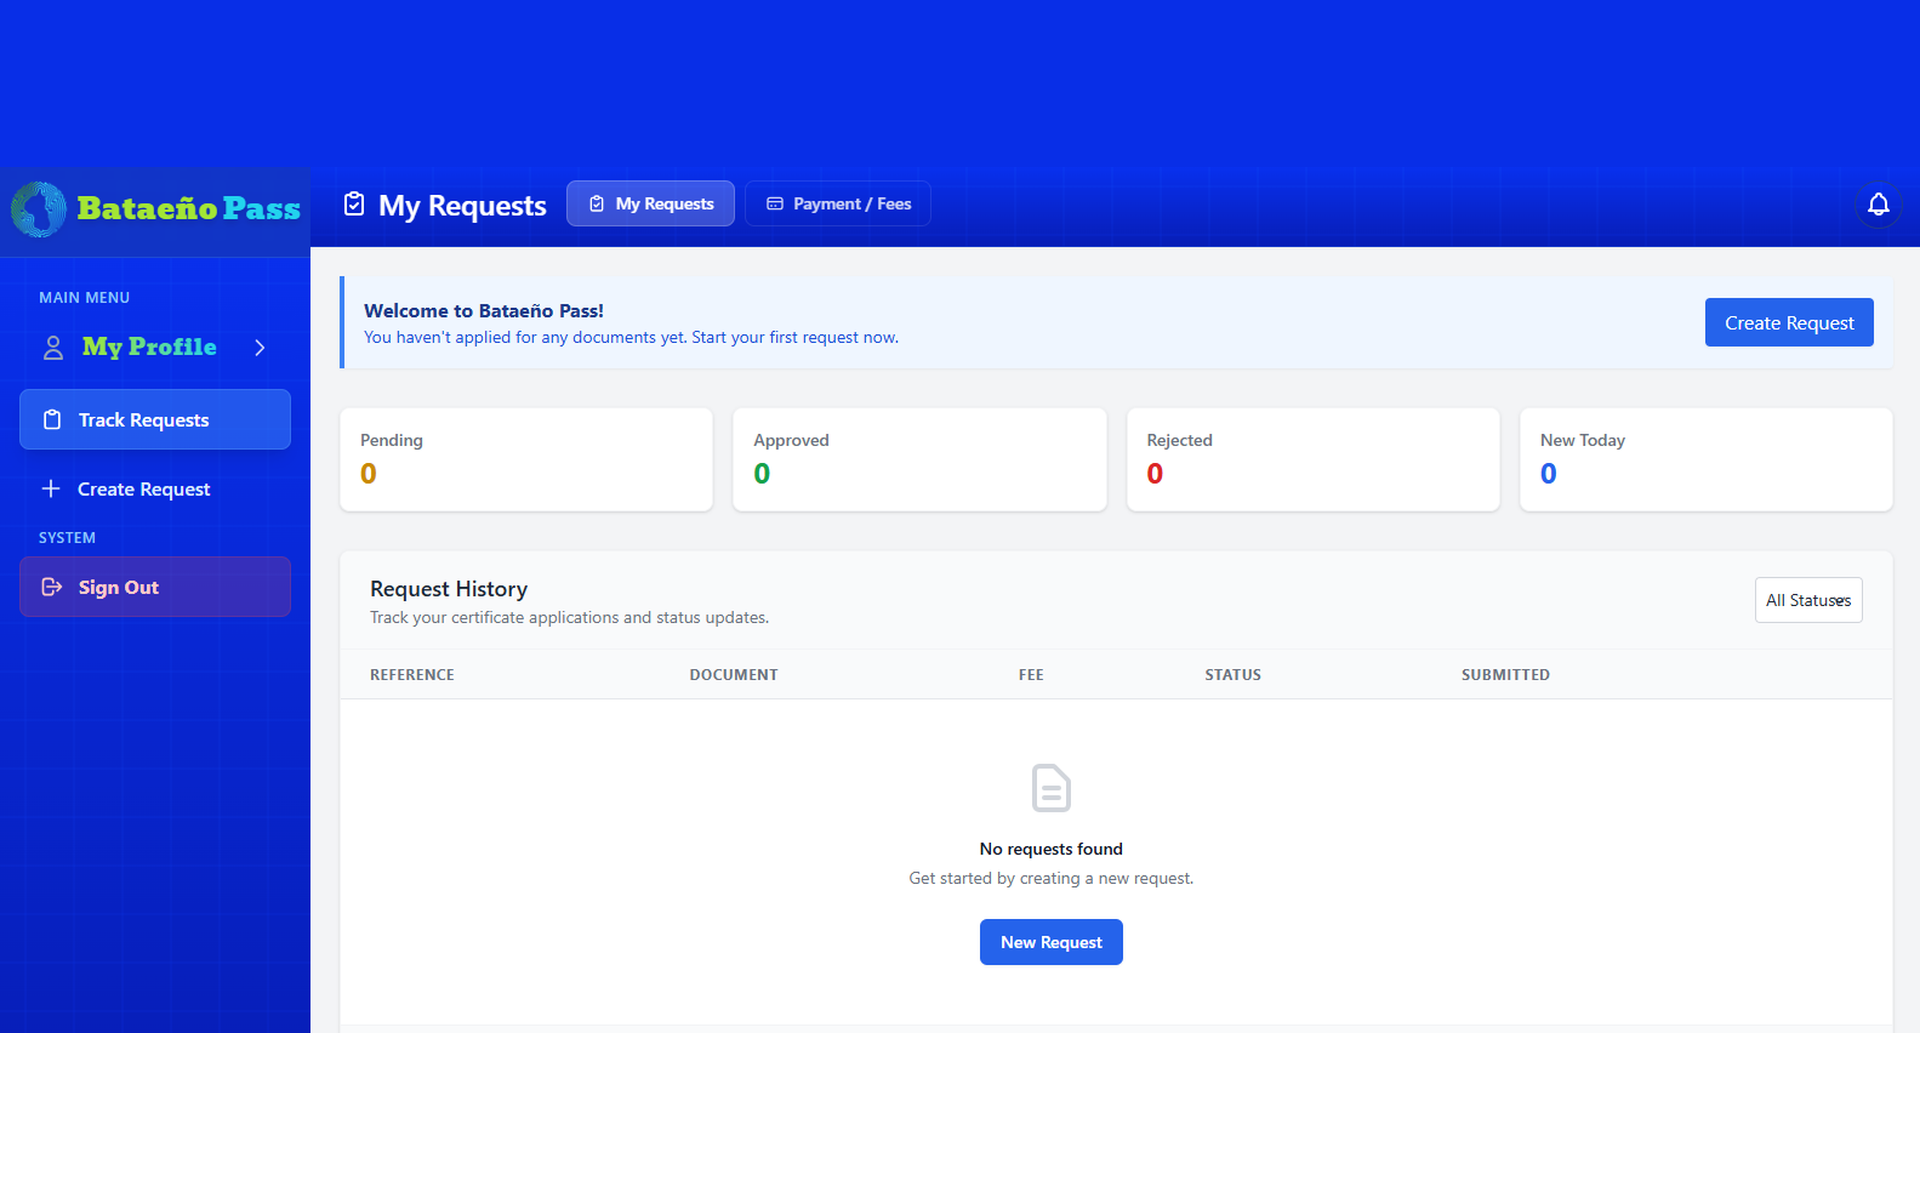 Bataeño Pass
My Requests
My Requests
Payment / Fees
MAIN MENU
My Profile
Track Requests
Create Request
SYSTEM
Sign Out
Welcome to Bataeño Pass!
You haven't applied for any documents yet. Start your first request now.
Create Request
Pending
0
Approved
0
Rejected
0
New Today
0
Request History
Track your certificate applications and status updates.
All Statuses
REFERENCE DOCUMENT FEE STATUS SUBMITTED
No requests found
Get started by creating a new request.
New Request